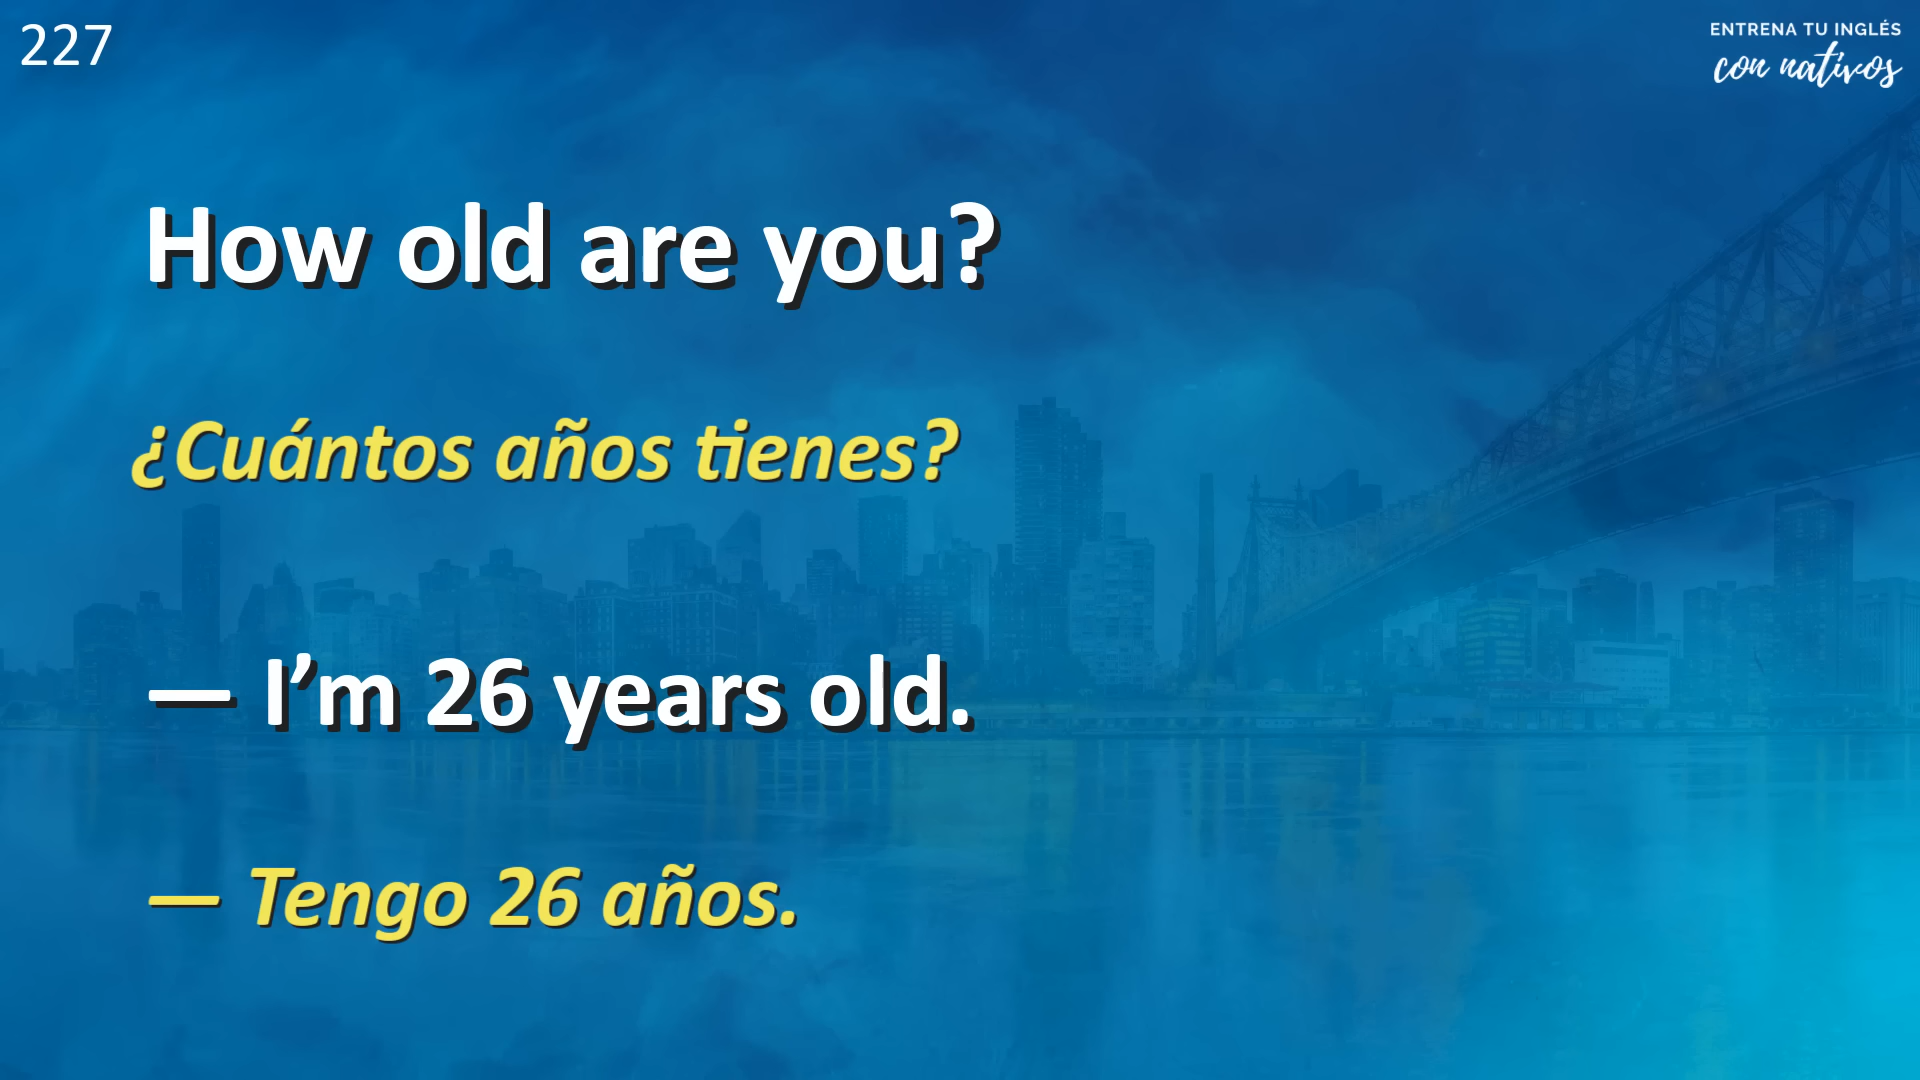 227
ENTRENA TU INGLÉS
con nativos
How old are you?
¿Cuántos años tienes?
— I’m 26 years old.
— Tengo 26 años.